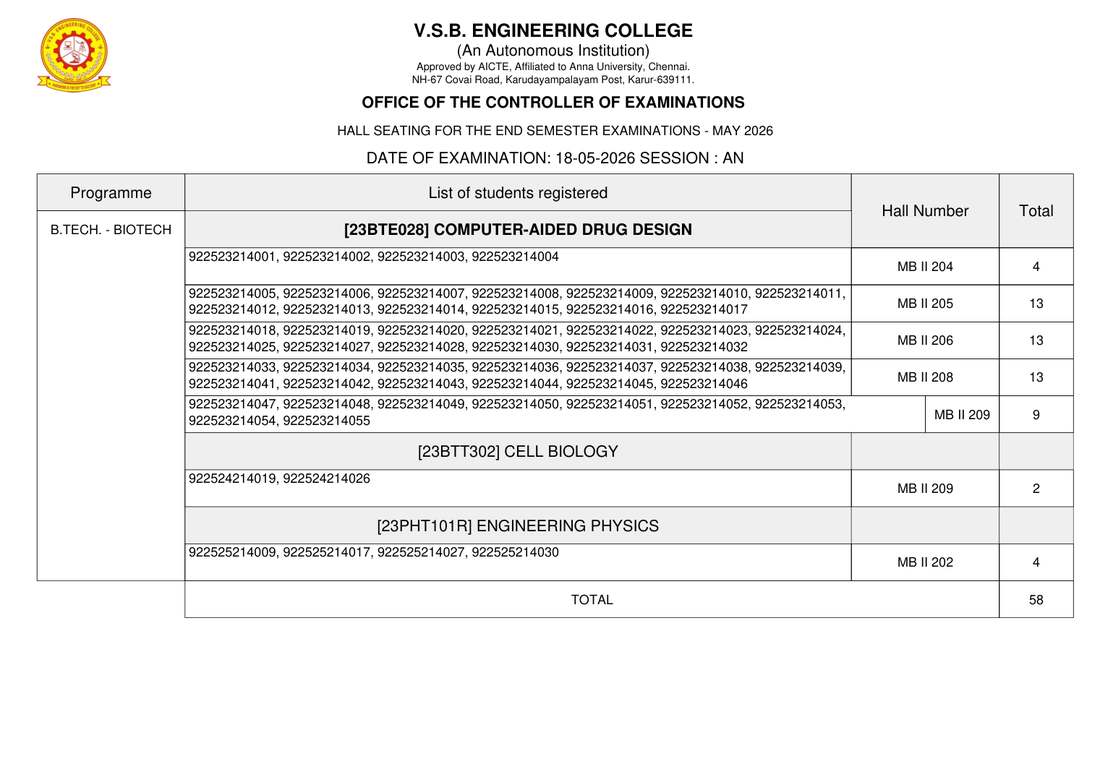 V.S.B. ENGINEERING COLLEGE
(An Autonomous Institution)
Approved by AICTE, Affiliated to Anna University, Chennai.
NH-67 Covai Road, Karudayampalayam Post, Karur-639111.
OFFICE OF THE CONTROLLER OF EXAMINATIONS
HALL SEATING FOR THE END SEMESTER EXAMINATIONS - MAY 2026
DATE OF EXAMINATION: 18-05-2026 SESSION : AN
Programme List of students registered Hall Number Total
B.TECH. - BIOTECH [23BTE028] COMPUTER-AIDED DRUG DESIGN
922523214001, 922523214002, 922523214003, 922523214004 MB II 204 4
922523214005, 922523214006, 922523214007, 922523214008, 922523214009, 922523214010, 922523214011,
922523214012, 922523214013, 922523214014, 922523214015, 922523214016, 922523214017 MB II 205 13
922523214018, 922523214019, 922523214020, 922523214021, 922523214022, 922523214023, 922523214024,
922523214025, 922523214027, 922523214028, 922523214030, 922523214031, 922523214032 MB II 206 13
922523214033, 922523214034, 922523214035, 922523214036, 922523214037, 922523214038, 922523214039,
922523214041, 922523214042, 922523214043, 922523214044, 922523214045, 922523214046 MB II 208 13
922523214047, 922523214048, 922523214049, 922523214050, 922523214051, 922523214052, 922523214053,
922523214054, 922523214055 MB II 209 9
[23BTT302] CELL BIOLOGY
922524214019, 922524214026 MB II 209 2
[23PHT101R] ENGINEERING PHYSICS
922525214009, 922525214017, 922525214027, 922525214030 MB II 202 4
TOTAL 58